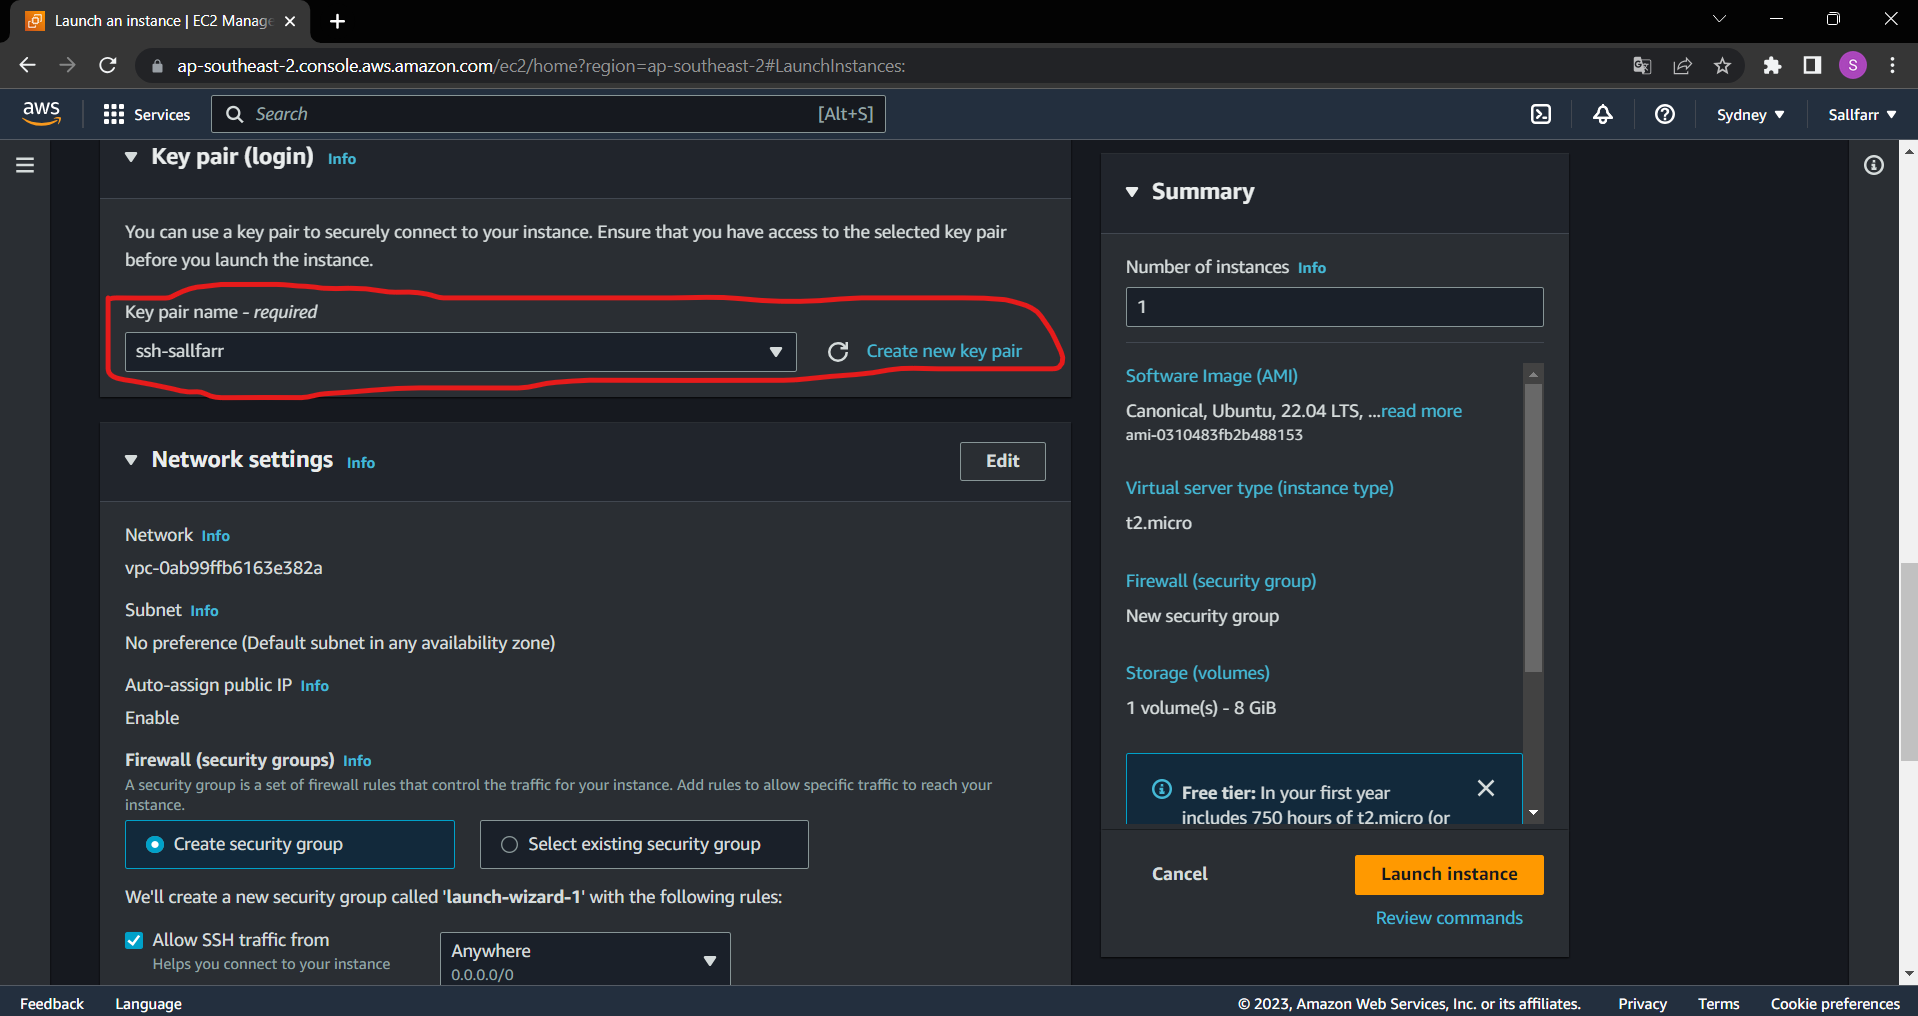 Launch an instance | EC2 Manage
ap-southeast-2.console.aws.amazon.com/ec2/home?region=ap-southeast-2#LaunchInstances:
S
aws
Services
Search
[Alt+S]
Sydney
Sallfarr
Key pair (login) Info
You can use a key pair to securely connect to your instance. Ensure that you have access to the selected key pair
before you launch the instance.
Key pair name - required
ssh-sallfarr
Create new key pair
Network settings Info
Edit
Network Info
vpc-0ab99ffb6163e382a
Subnet Info
No preference (Default subnet in any availability zone)
Auto-assign public IP Info
Enable
Firewall (security groups) Info
A security group is a set of firewall rules that control the traffic for your instance. Add rules to allow specific traffic to reach your
instance.
Create security group
Select existing security group
We'll create a new security group called 'launch-wizard-1' with the following rules:
Allow SSH traffic from
Helps you connect to your instance
Anywhere
0.0.0.0/0
Summary
Number of instances Info
1
Software Image (AMI)
Canonical, Ubuntu, 22.04 LTS, ...read more
ami-0310483fb2b488153
Virtual server type (instance type)
t2.micro
Firewall (security group)
New security group
Storage (volumes)
1 volume(s) - 8 GiB
Free tier: In your first year
includes 750 hours of t2.micro (or
Cancel
Launch instance
Review commands
Feedback
Language
© 2023, Amazon Web Services, Inc. or its affiliates.
Privacy
Terms
Cookie preferences